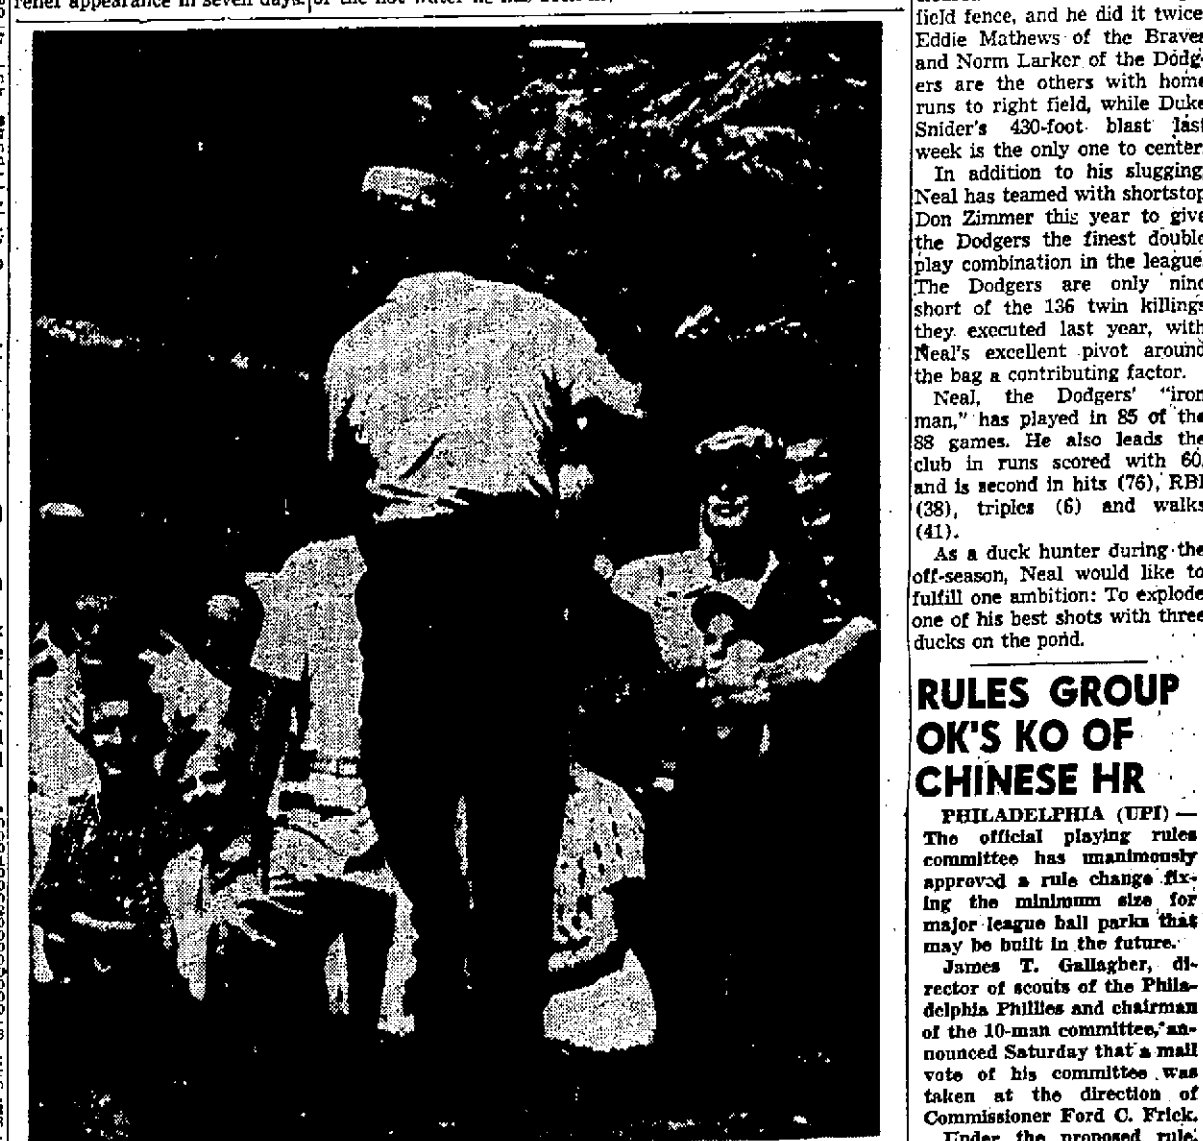 relief appearance in seven days.
field fence, and he did it twice.
Eddie Mathews of the Braves
and Norm Larker of the Dodg-
ers are the others with home
runs to right field, while Duke
Snider's 430-foot blast last
week is the only one to center.
In addition to his slugging,
Neal has teamed with shortstop
Don Zimmer this year to give
the Dodgers the finest double
play combination in the league.
The Dodgers are only nine
short of the 136 twin killings
they executed last year, with
Neal's excellent pivot around
the bag a contributing factor.
Neal, the Dodgers' "iron
man," has played in 85 of the
88 games. He also leads the
club in runs scored with 60,
and is second in hits (76), RBI
(38), triples (6) and walks
(41).
As a duck hunter during the
off-season, Neal would like to
fulfill one ambition: To explode
one of his best shots with three
ducks on the pond.
RULES GROUP
OK'S KO OF
CHINESE HR
PHILADELPHIA (UPI) —
The official playing rules
committee has unanimously
approved a rule change fix-
ing the minimum size for
major league ball parks that
may be built in the future.
James T. Gallagher, di-
rector of scouts of the Phila-
delphia Phillies and chairman
of the 10-man committee, an-
nounced Saturday that a mail
vote of his committee was
taken at the direction of
Commissioner Ford C. Frick.
Under the proposed rule,